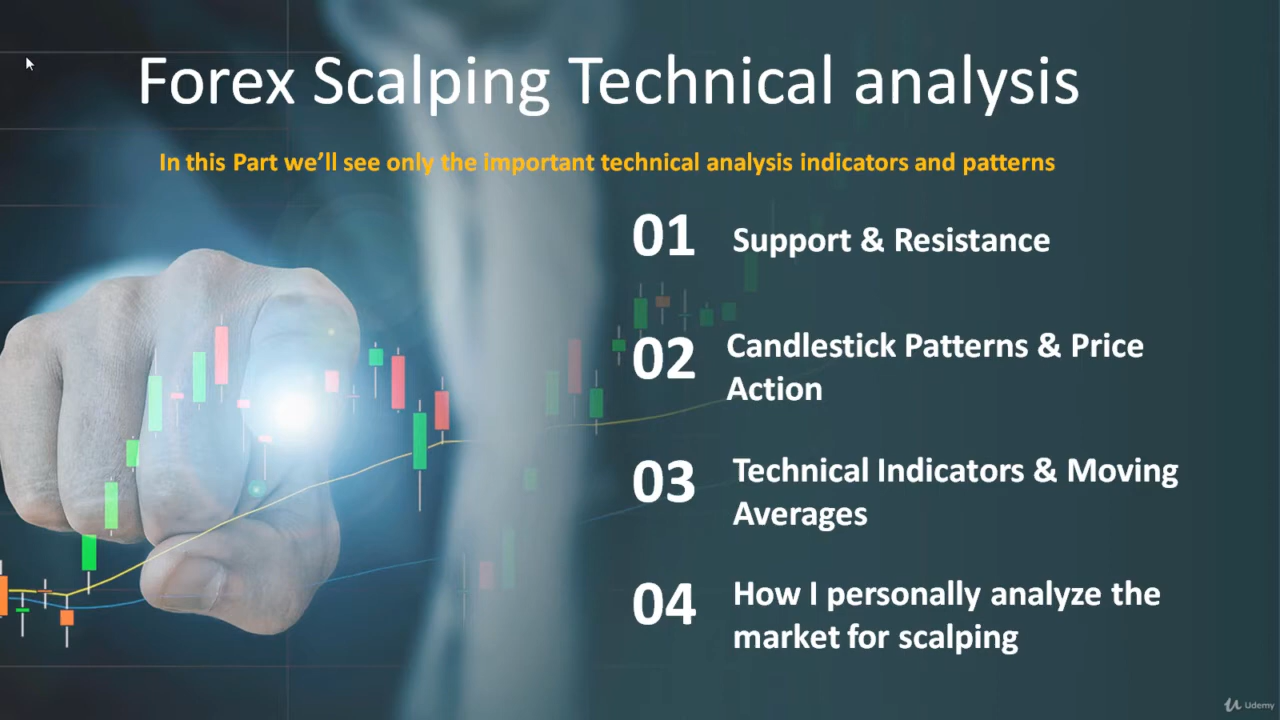 Forex Scalping Technical analysis
In this Part we'll see only the important technical analysis indicators and patterns
01 Support & Resistance
02 Candlestick Patterns & Price
Action
03 Technical Indicators & Moving
Averages
04 How I personally analyze the
market for scalping
Udemy